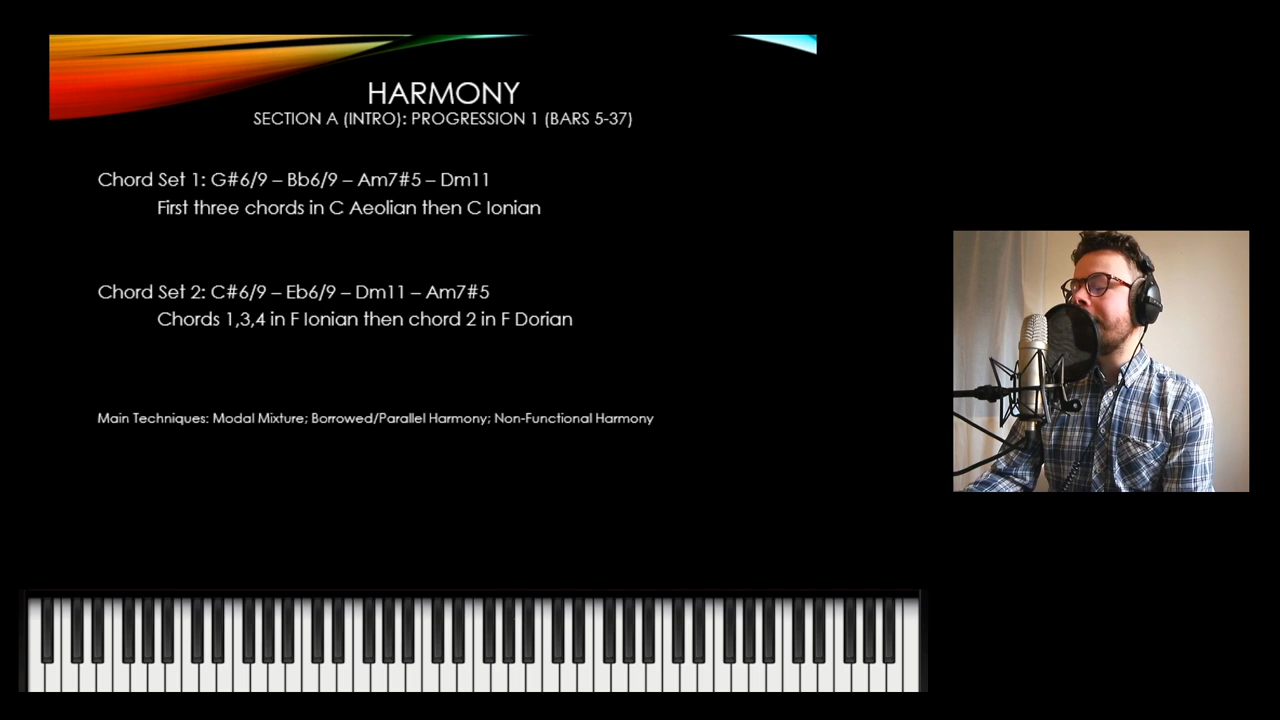 HARMONY
SECTION A (INTRO): PROGRESSION 1 (BARS 5-37)
Chord Set 1: G#6/9 – Bb6/9 – Am7#5 – Dm11
First three chords in C Aeolian then C Ionian
Chord Set 2: C#6/9 – Eb6/9 – Dm11 – Am7#5
Chords 1,3,4 in F Ionian then chord 2 in F Dorian
Main Techniques: Modal Mixture; Borrowed/Parallel Harmony; Non-Functional Harmony